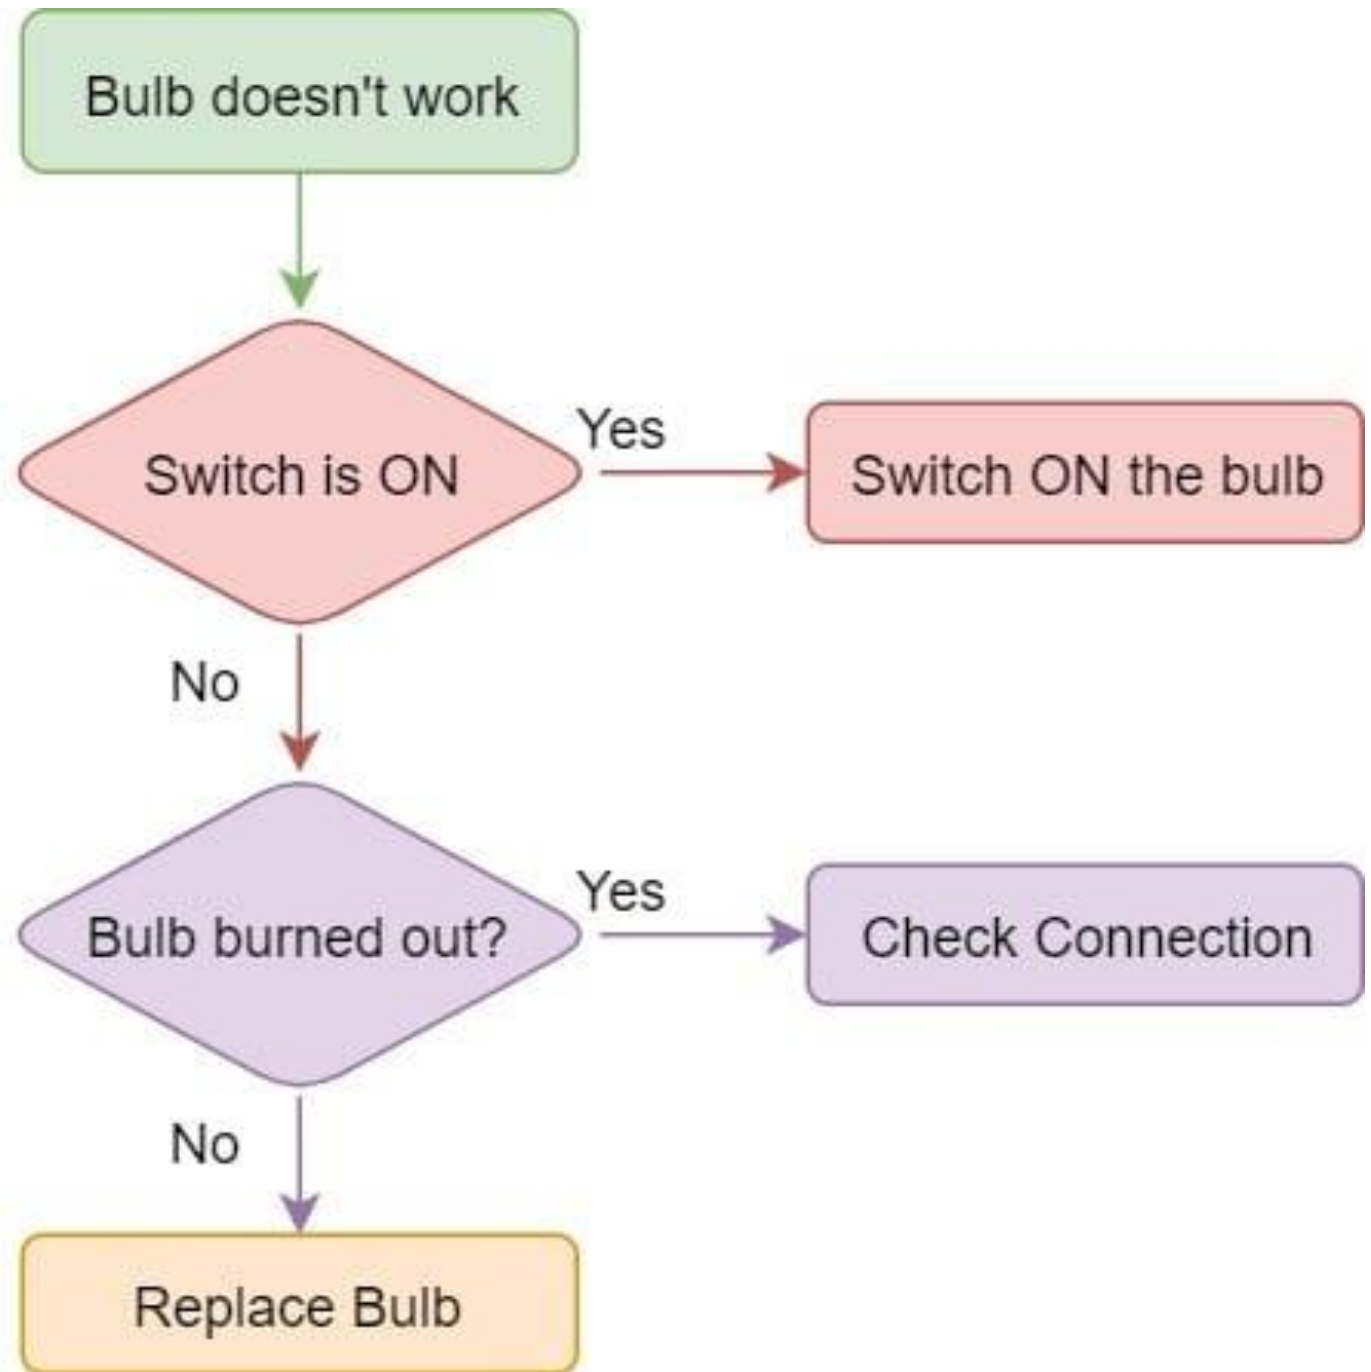 Bulb doesn't work
Switch is ON
Yes
Switch ON the bulb
No
Bulb burned out?
Yes
Check Connection
No
Replace Bulb